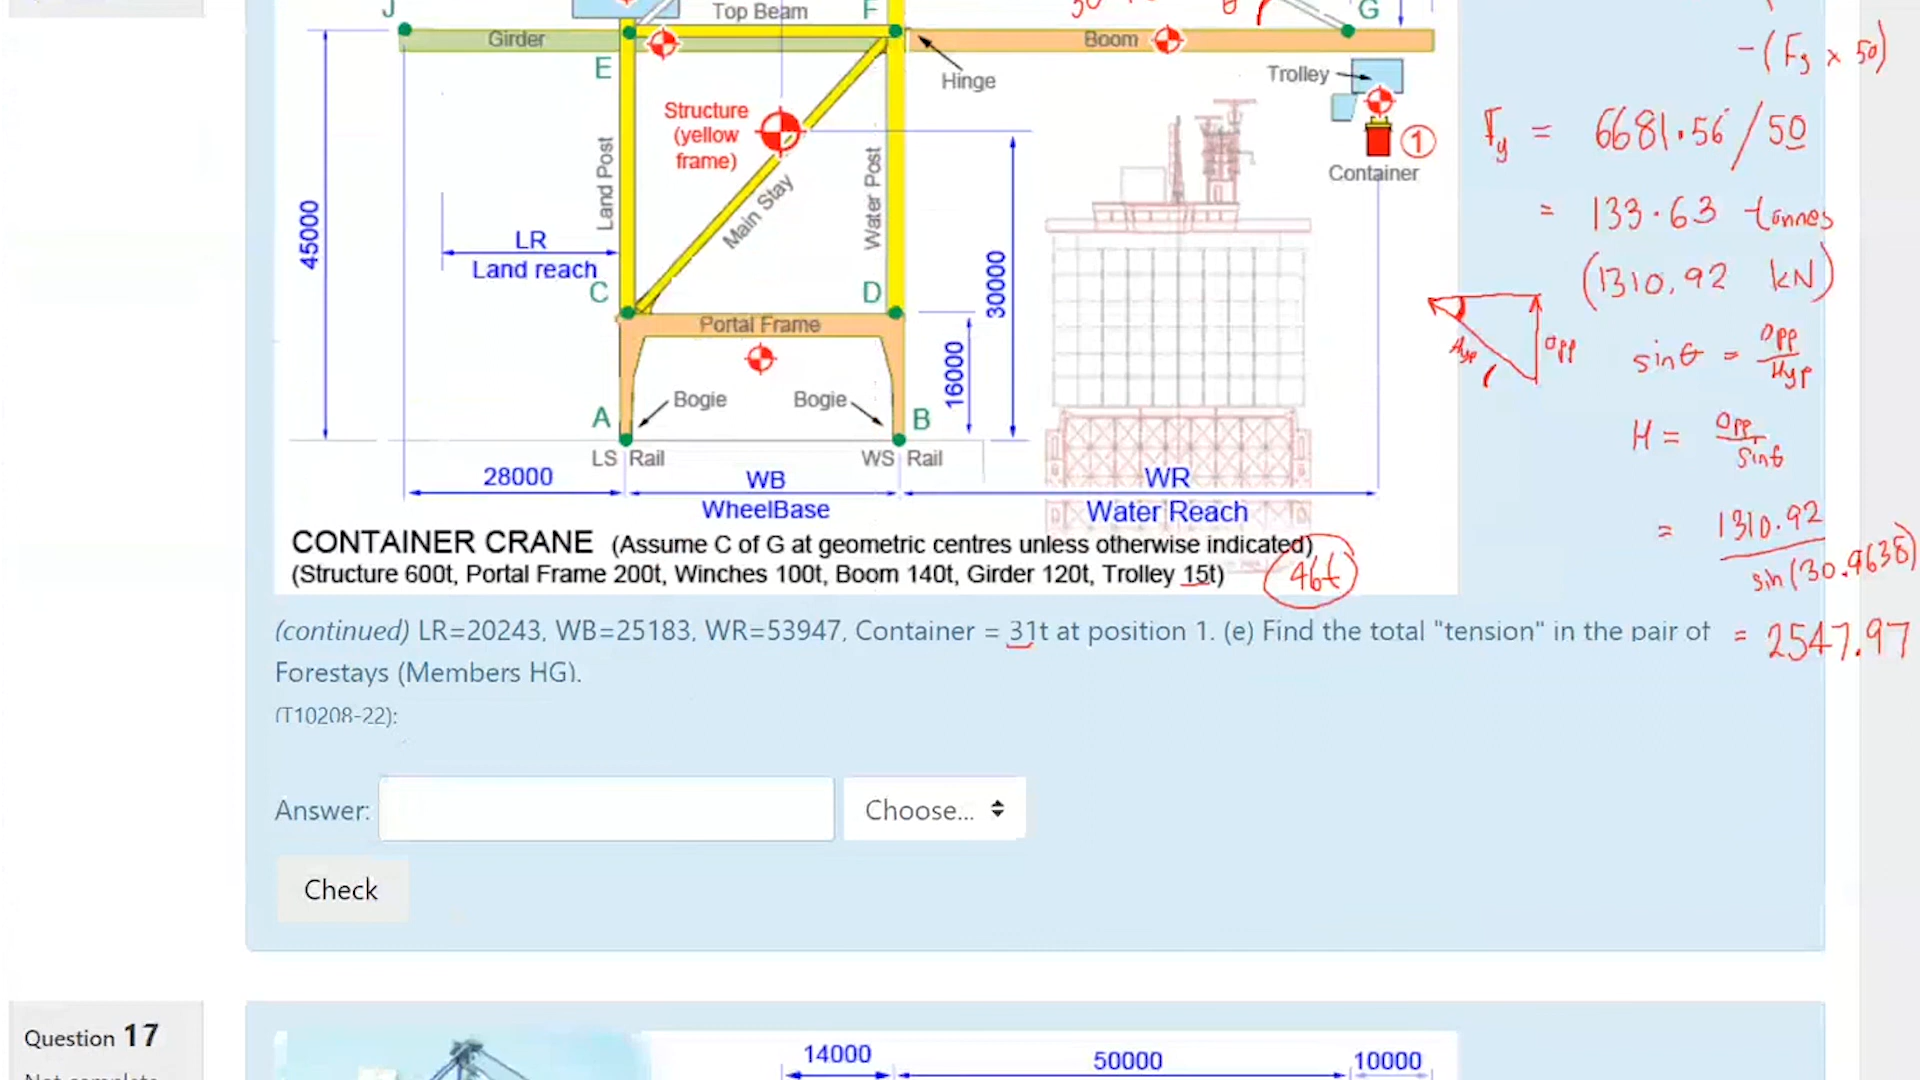 J
Top Beam
F
G
Girder
Boom
- ( Fy x 50)
E
Hinge
Trolley
Structure
(yellow
frame)
1
Container
Fy = 6681.56 / 50
Land Post
Main Stay
Water Post
45000
LR
Land reach
= 133.63 tonnes
(1310.92 kN)
30000
C
D
Portal Frame
16000
Hyp
Opp
sinθ = Opp
Hyp
Bogie
Bogie
A
B
H = Opp
sinθ
LS Rail
WS Rail
28000
WB
WheelBase
WR
Water Reach
= 1310.92
sin(30.9638)
CONTAINER CRANE (Assume C of G at geometric centres unless otherwise indicated)
(Structure 600t, Portal Frame 200t, Winches 100t, Boom 140t, Girder 120t, Trolley 15t)
46t
(continued) LR=20243, WB=25183, WR=53947, Container = 31t at position 1. (e) Find the total "tension" in the pair of
Forestays (Members HG).
= 2547.97
(T10208-22):
Answer:
Choose...
Check
Question 17
14000
50000
10000